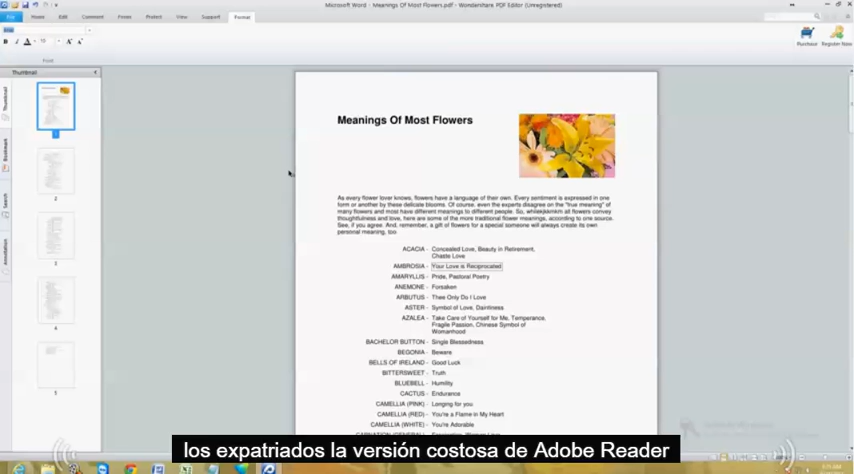 Microsoft Word - Meanings Of Most Flowers.pdf - Wondershare PDF Editor (Unregistered)
File Home Edit Comment Forms Protect View Support Format
B I A 10 A A
Font
Purchase Register Now
Thumbnail
Thumbnail
Bookmark
Search
Annotation
1
2
3
4
5
Meanings Of Most Flowers
As every flower lover knows, flowers have a language of their own. Every sentiment is expressed in one
form or another by these delicate blooms. Of course, even the experts disagree on the "true meaning" of
many flowers and most have different meanings to different people. So, all flowers convey
thoughtfulness and love, here are some of the more traditional flower meanings, according to one source.
See, if you agree. And, remember, a gift of flowers for a special someone will always create its own
personal meaning, too
ACACIA - Concealed Love, Beauty in Retirement,
Chaste Love
AMBROSIA - Your Love is Reciprocated
AMARYLLIS - Pride, Pastoral Poetry
ANEMONE - Forsaken
ARBUTUS - Thee Only Do I Love
ASTER - Symbol of Love, Daintiness
AZALEA - Take Care of Yourself for Me, Temperance,
Fragile Passion, Chinese Symbol of
Womanhood
BACHELOR BUTTON - Single Blessedness
BEGONIA - Beware
BELLS OF IRELAND - Good Luck
BITTERSWEET - Truth
BLUEBELL - Humility
CACTUS - Endurance
CAMELLIA (PINK) - Longing for you
CAMELLIA (RED) - You're a Flame in My Heart
CAMELLIA (WHITE) - You're Adorable
los expatriados la versión costosa de Adobe Reader